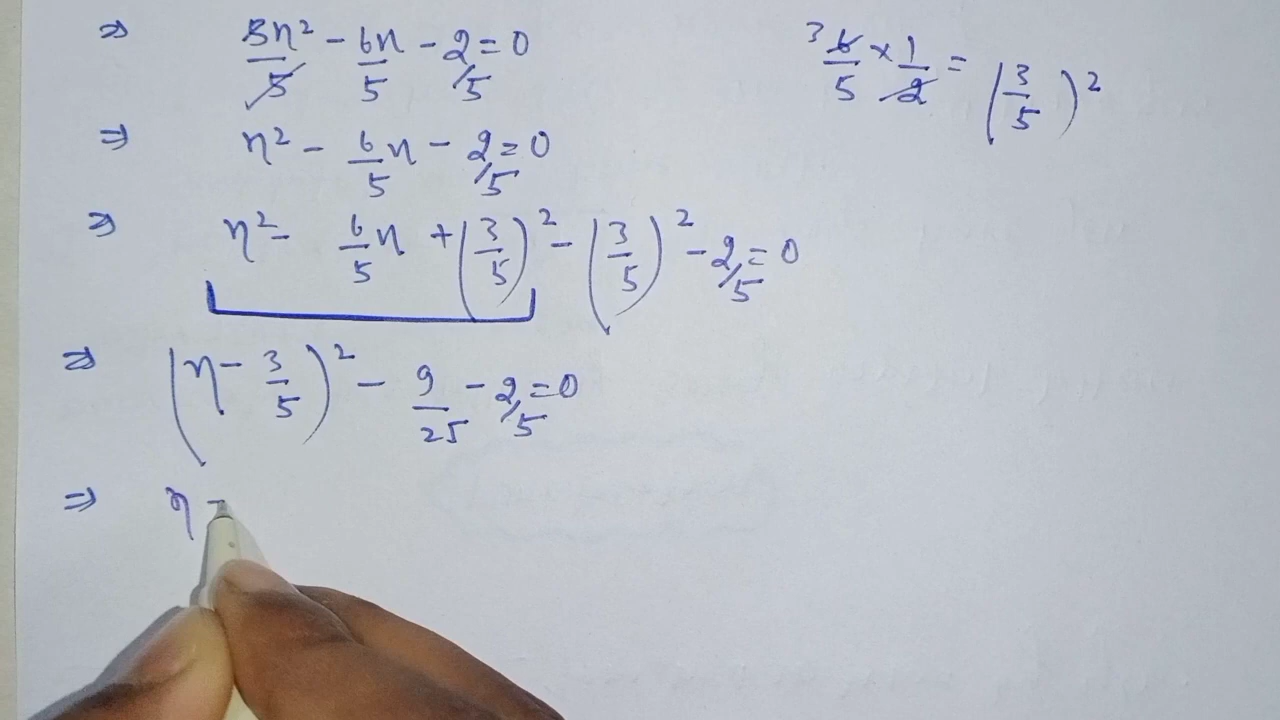 ⇒ 5x²/5 - 6x/5 - 2/5 = 0
6/5 × 1/2 = (3/5)²
3
⇒ x² - 6/5 x - 2/5 = 0
⇒ x² - 6/5 x + (3/5)² - (3/5)² - 2/5 = 0
⇒ (x - 3/5)² - 9/25 - 2/5 = 0
⇒ x -